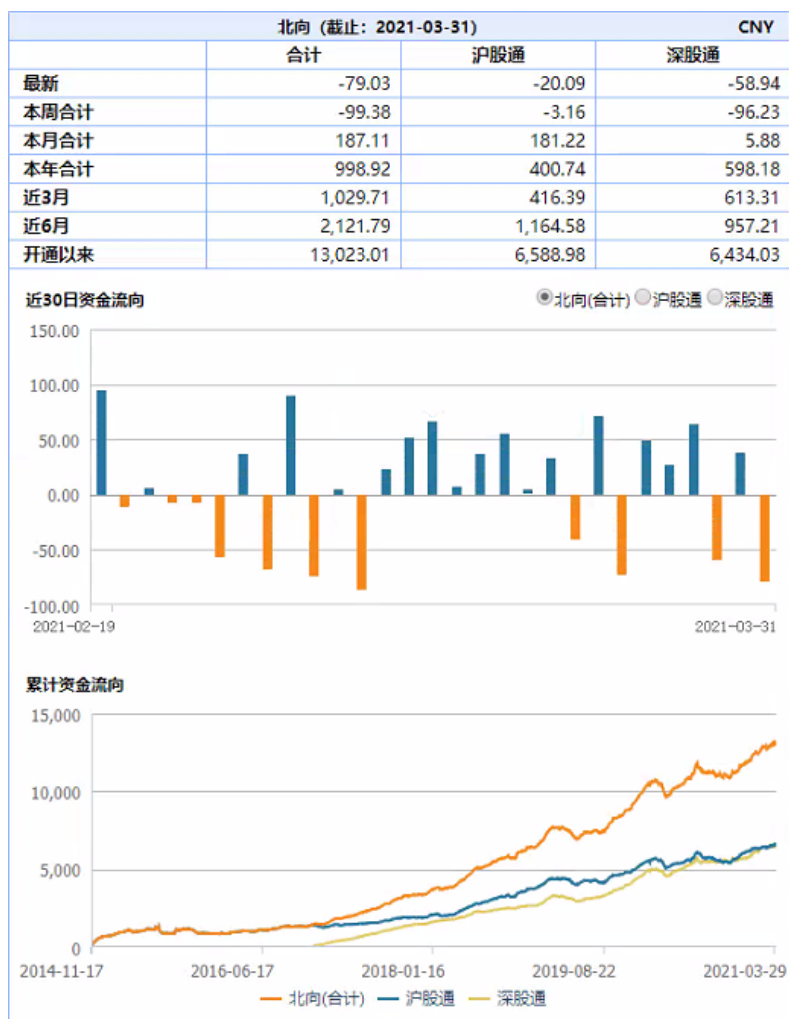 北向（截止：2021-03-31） CNY
合计 沪股通 深股通
最新 -79.03 -20.09 -58.94
本周合计 -99.38 -3.16 -96.23
本月合计 187.11 181.22 5.88
本年合计 998.92 400.74 598.18
近3月 1,029.71 416.39 613.31
近6月 2,121.79 1,164.58 957.21
开通以来 13,023.01 6,588.98 6,434.03
近30日资金流向 北向(合计) 沪股通 深股通
150.00
100.00
50.00
0.00
-50.00
-100.00
2021-02-19 2021-03-31
累计资金流向
15,000
10,000
5,000
0
2014-11-17 2016-06-17 2018-01-16 2019-08-22 2021-03-29
北向(合计) 沪股通 深股通